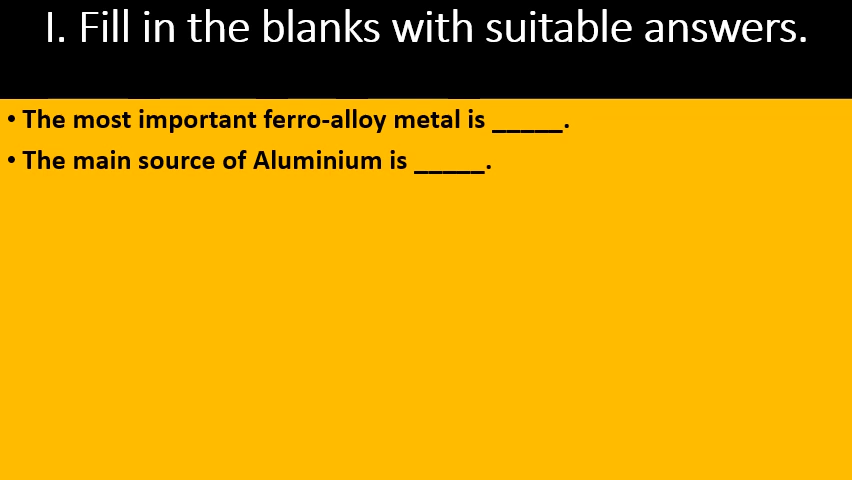 I. Fill in the blanks with suitable answers.
• The most important ferro-alloy metal is _____.
• The main source of Aluminium is _____.